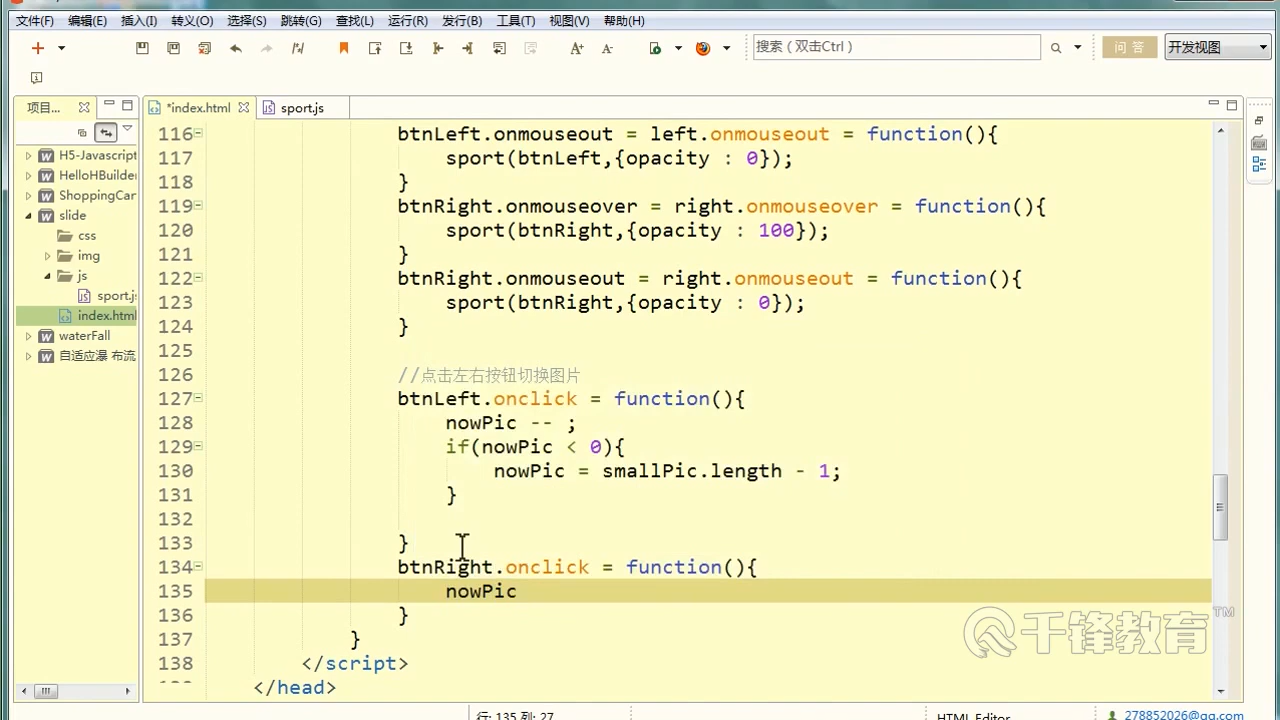 文件(F) 编辑(E) 插入(I) 转义(O) 选择(S) 跳转(G) 查找(L) 运行(R) 发行(B) 工具(T) 视图(V) 帮助(H)
搜索（双击Ctrl） 问 答 开发视图
项目... *index.html sport.js
H5-Javascript
HelloHBuilder
ShoppingCar
slide
css
img
js
sport.js
index.html
waterFall
自适应瀑 布流
116 btnLeft.onmouseout = left.onmouseout = function(){
117 sport(btnLeft,{opacity : 0});
118 }
119 btnRight.onmouseover = right.onmouseover = function(){
120 sport(btnRight,{opacity : 100});
121 }
122 btnRight.onmouseout = right.onmouseout = function(){
123 sport(btnRight,{opacity : 0});
124 }
125
126 //点击左右按钮切换图片
127 btnLeft.onclick = function(){
128 nowPic -- ;
129 if(nowPic < 0){
130 nowPic = smallPic.length - 1;
131 }
132
133 }
134 btnRight.onclick = function(){
135 nowPic
136 }
137 }
138 </script>
</head>
千锋教育 TM
行: 135 列: 27 HTML Editor 278852026@qq.com